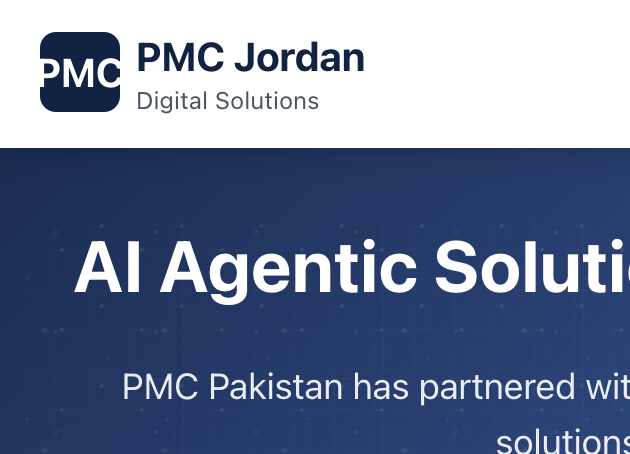 PMC
PMC Jordan
Digital Solutions
AI Agentic Soluti
PMC Pakistan has partnered wit
solutions